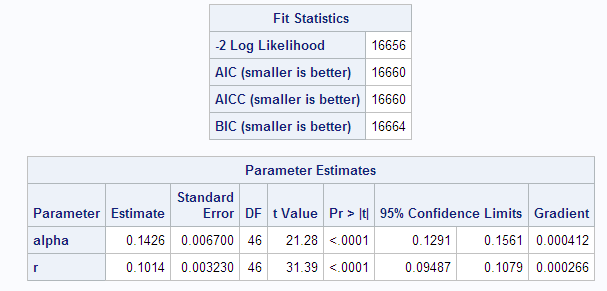 Fit Statistics
-2 Log Likelihood 16656
AIC (smaller is better) 16660
AICC (smaller is better) 16660
BIC (smaller is better) 16664
Parameter Estimates
Parameter Estimate Standard Error DF t Value Pr > |t| 95% Confidence Limits Gradient
alpha 0.1426 0.006700 46 21.28 <.0001 0.1291 0.1561 0.000412
r 0.1014 0.003230 46 31.39 <.0001 0.09487 0.1079 0.000266